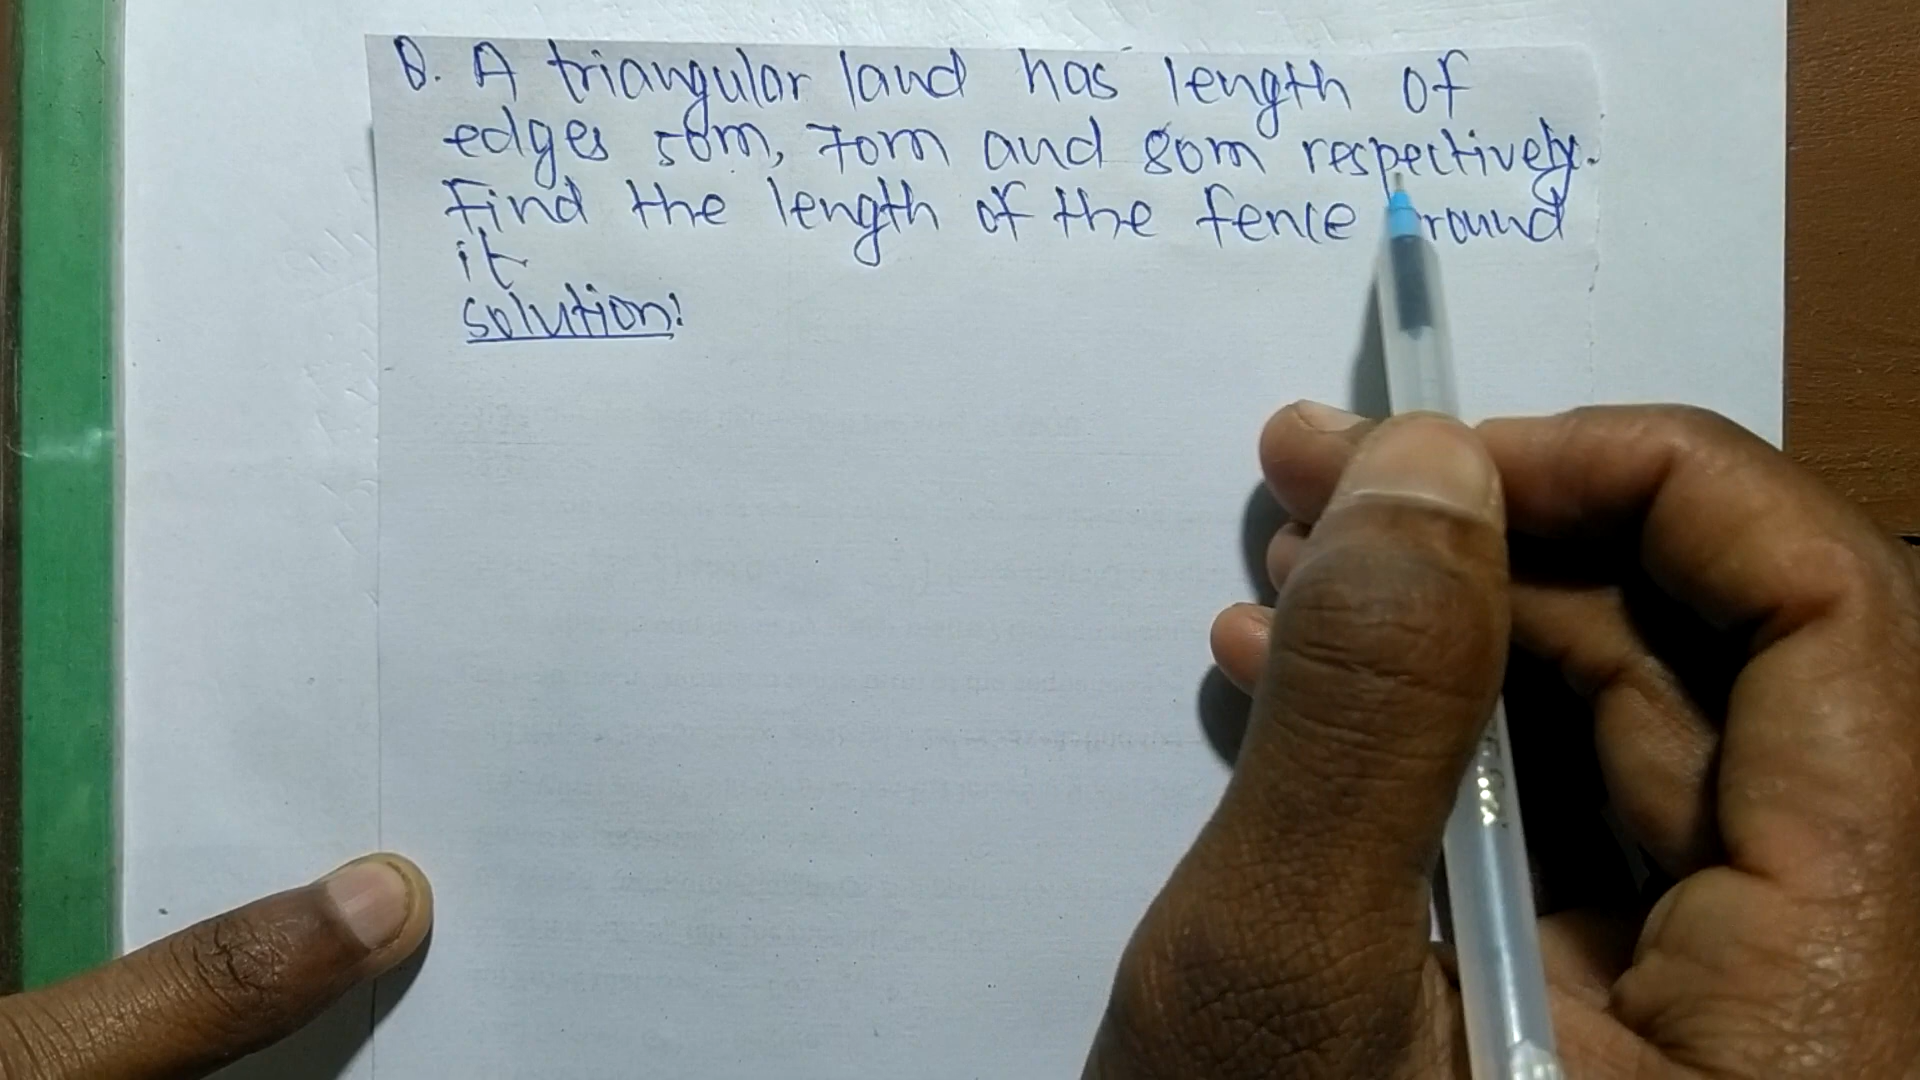 Q. A triangular land has length of
edges 50m, 70m and 80m respectively.
Find the length of the fence around
it
Solution: